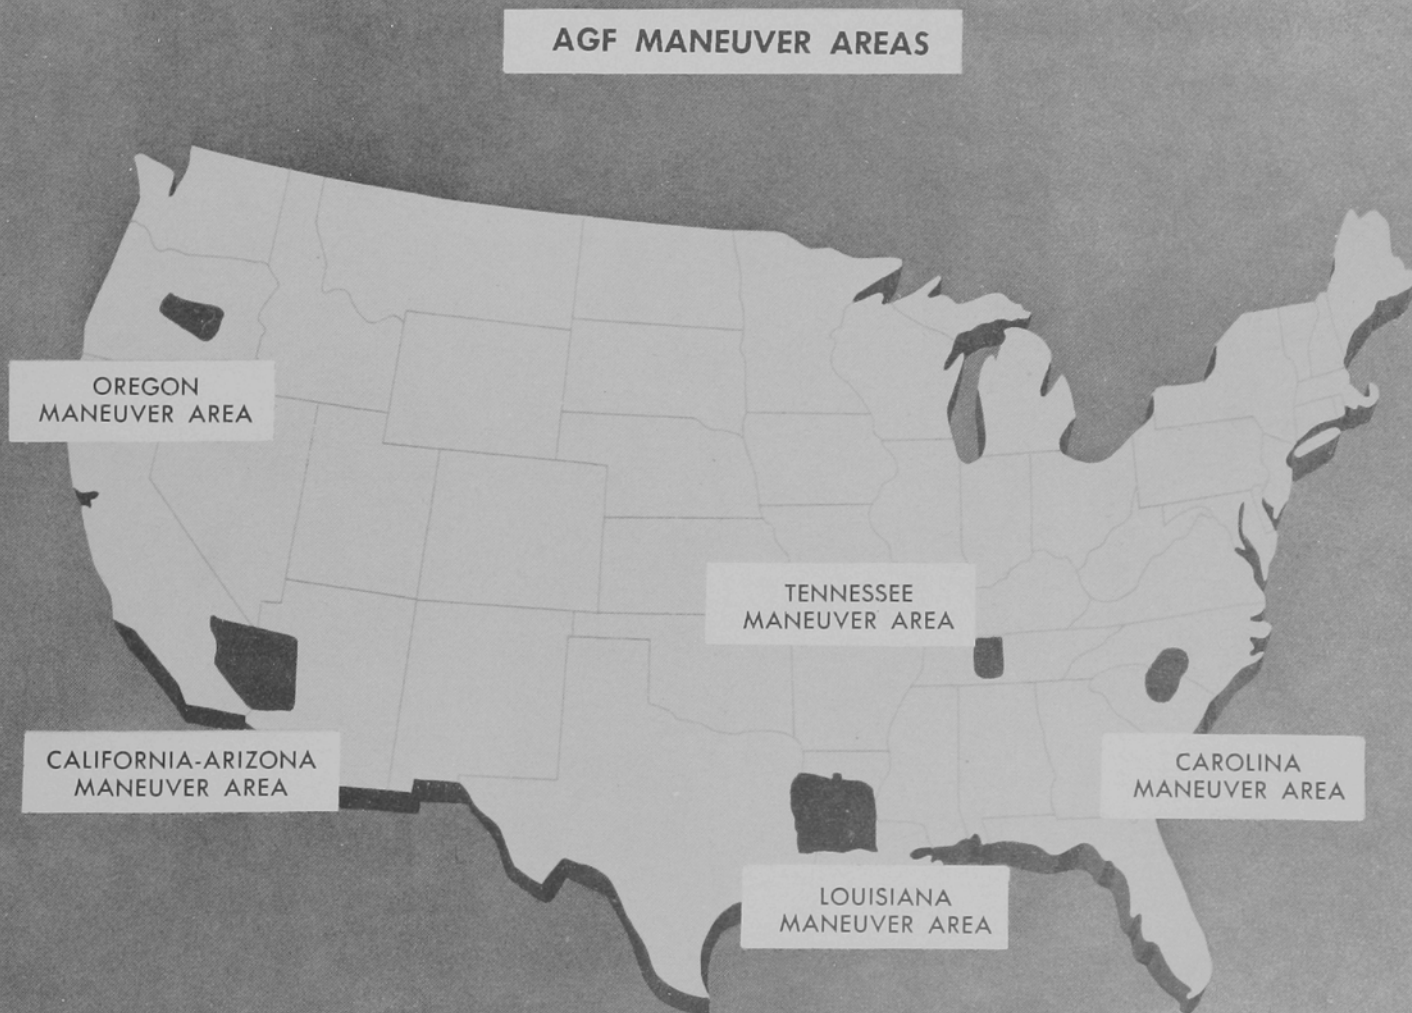 AGF MANEUVER AREAS
OREGON
MANEUVER AREA
TENNESSEE
MANEUVER AREA
CALIFORNIA-ARIZONA
MANEUVER AREA
CAROLINA
MANEUVER AREA
LOUISIANA
MANEUVER AREA